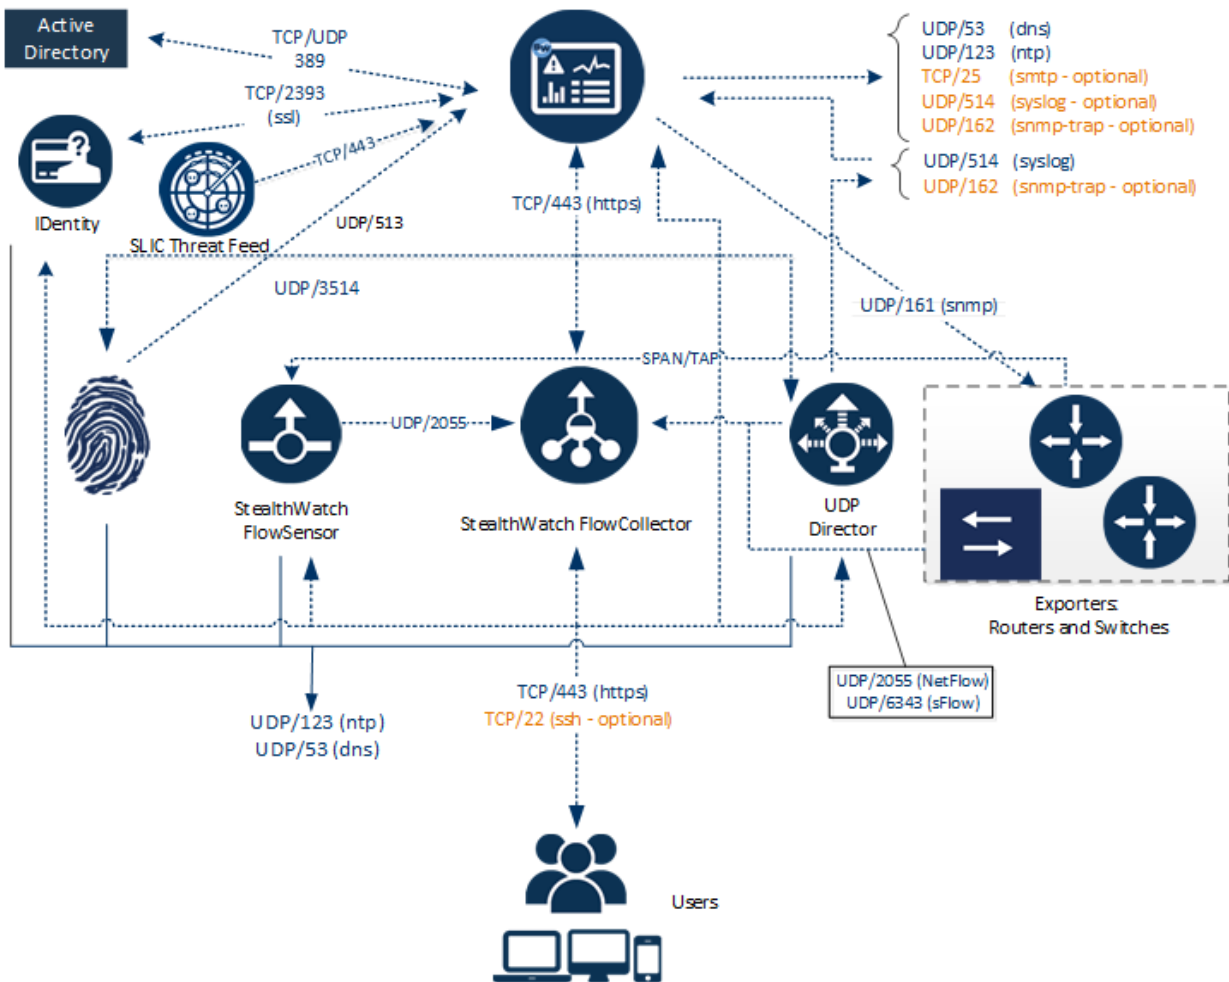 Active
Directory
TCP/UDP
389
TCP/2393
(ssl)
TCP/443
IDentity
SLIC Threat Feed
UDP/513
UDP/3514
Pw
TCP/443 (https)
UDP/53 (dns)
UDP/123 (ntp)
TCP/25 (smtp - optional)
UDP/514 (syslog - optional)
UDP/162 (snmp-trap - optional)
UDP/514 (syslog)
UDP/162 (snmp-trap - optional)
UDP/161 (snmp)
SPAN/TAP
UDP/2055
StealthWatch
FlowSensor
StealthWatch FlowCollector
UDP
Director
Exporters:
Routers and Switches
UDP/2055 (NetFlow)
UDP/6343 (sFlow)
UDP/123 (ntp)
UDP/53 (dns)
TCP/443 (https)
TCP/22 (ssh - optional)
Users